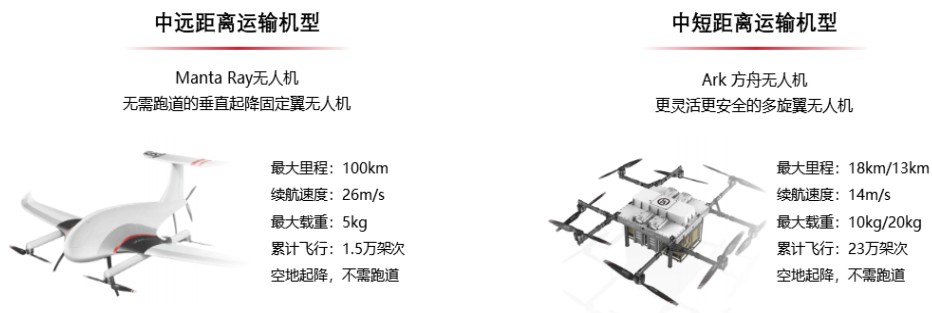 中远距离运输机型
Manta Ray无人机
无需跑道的垂直起降固定翼无人机
最大里程：100km
续航速度：26m/s
最大载重：5kg
累计飞行：1.5万架次
空地起降，不需跑道
中短距离运输机型
Ark 方舟无人机
更灵活更安全的多旋翼无人机
最大里程：18km/13km
续航速度：14m/s
最大载重：10kg/20kg
累计飞行：23万架次
空地起降，不需跑道